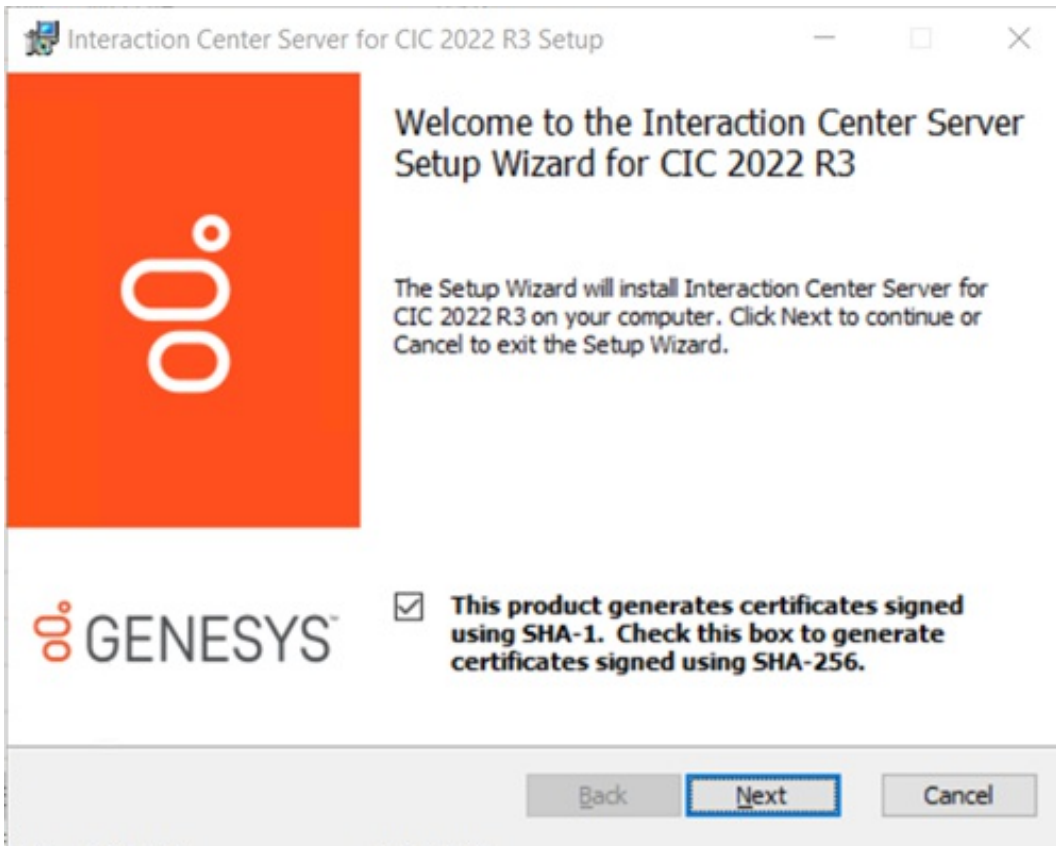 Interaction Center Server for CIC 2022 R3 Setup
Welcome to the Interaction Center Server
Setup Wizard for CIC 2022 R3
The Setup Wizard will install Interaction Center Server for
CIC 2022 R3 on your computer. Click Next to continue or
Cancel to exit the Setup Wizard.
GENESYS™
This product generates certificates signed
using SHA-1. Check this box to generate
certificates signed using SHA-256.
Back
Next
Cancel